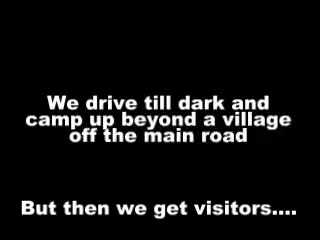 We drive till dark and
camp up beyond a village
off the main road
But then we get visitors....